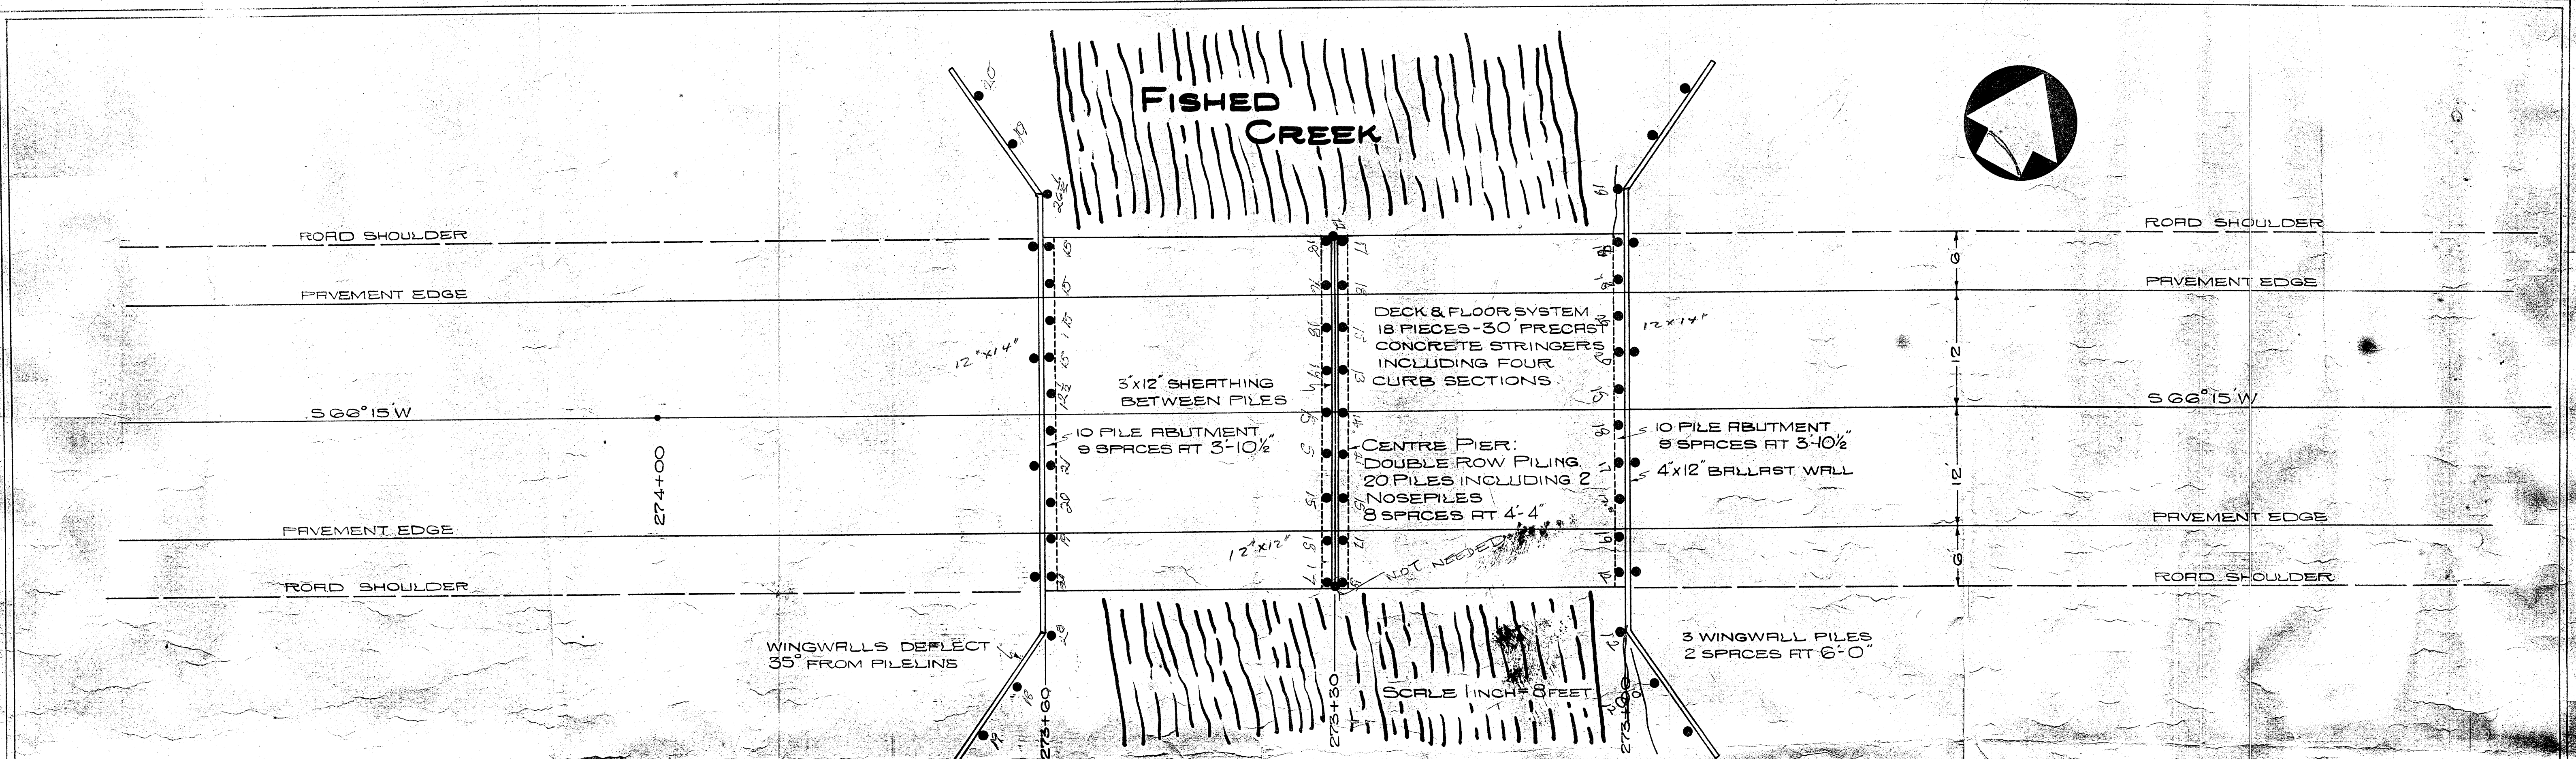 FISHED
CREEK
ROAD SHOULDER
ROAD SHOULDER
PAVEMENT EDGE
PAVEMENT EDGE
6'
12'
12'
6'
DECK & FLOOR SYSTEM
18 PIECES-30' PRECAST
CONCRETE STRINGERS
INCLUDING FOUR
CURB SECTIONS.
12"x14"
12x14"
3"x12" SHEATHING
BETWEEN PILES
S 66° 15' W
S 66° 15' W
10 PILE ABUTMENT
9 SPACES AT 3'-10½"
CENTRE PIER:
DOUBLE ROW PILING.
20 PILES INCLUDING 2
NOSEPILES
8 SPACES AT 4'-4"
10 PILE ABUTMENT
9 SPACES AT 3'-10½"
4"x12" BALLAST WALL
274+00
PAVEMENT EDGE
PAVEMENT EDGE
12"x12"
NOT NEEDED
ROAD SHOULDER
ROAD SHOULDER
WINGWALLS DEFLECT
35° FROM PILELINE
3 WINGWALL PILES
2 SPACES AT 6'-0"
SCALE 1 INCH = 8 FEET
273+60
273+30
273+00